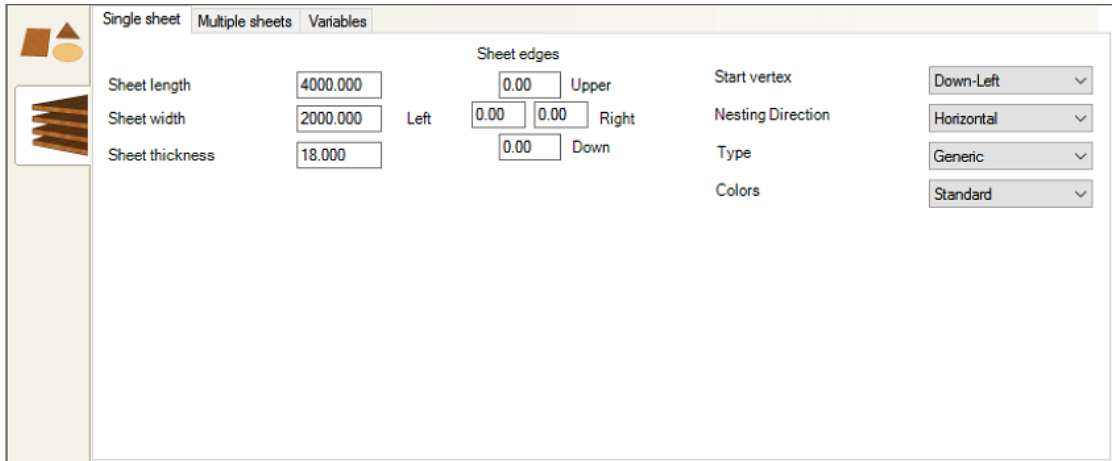 Single sheet Multiple sheets Variables
Sheet edges
Sheet length 4000.000 0.00 Upper Start vertex Down-Left
Sheet width 2000.000 Left 0.00 0.00 Right Nesting Direction Horizontal
Sheet thickness 18.000 0.00 Down Type Generic
Colors Standard